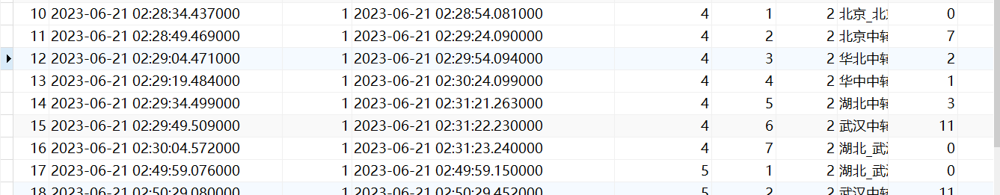 10 2023-06-21 02:28:34.437000 1 2023-06-21 02:28:54.081000 4 1 2 北京_北 0
11 2023-06-21 02:28:49.469000 1 2023-06-21 02:29:24.090000 4 2 2 北京中转 7
12 2023-06-21 02:29:04.471000 1 2023-06-21 02:29:54.094000 4 3 2 华北中转 2
13 2023-06-21 02:29:19.484000 1 2023-06-21 02:30:24.099000 4 4 2 华中中转 1
14 2023-06-21 02:29:34.499000 1 2023-06-21 02:31:21.263000 4 5 2 湖北中转 3
15 2023-06-21 02:29:49.509000 1 2023-06-21 02:31:22.230000 4 6 2 武汉中转 11
16 2023-06-21 02:30:04.572000 1 2023-06-21 02:31:23.240000 4 7 2 湖北_武 0
17 2023-06-21 02:49:59.076000 1 2023-06-21 02:49:59.150000 5 1 2 湖北_武 0
18 2023-06-21 02:50:29.080000 1 2023-06-21 02:50:29.452000 5 2 2 武汉中转 11